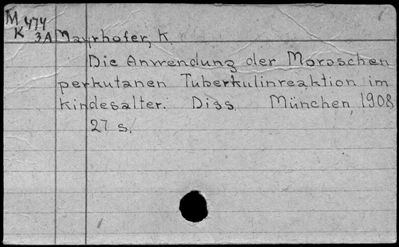 M 474
K 3A
Mayrhofer, K.
Die Anwendung der Moroschen
perkutanen Tuberkulinreaktion im
Kindesalter. Diss. München 1908
27 s.